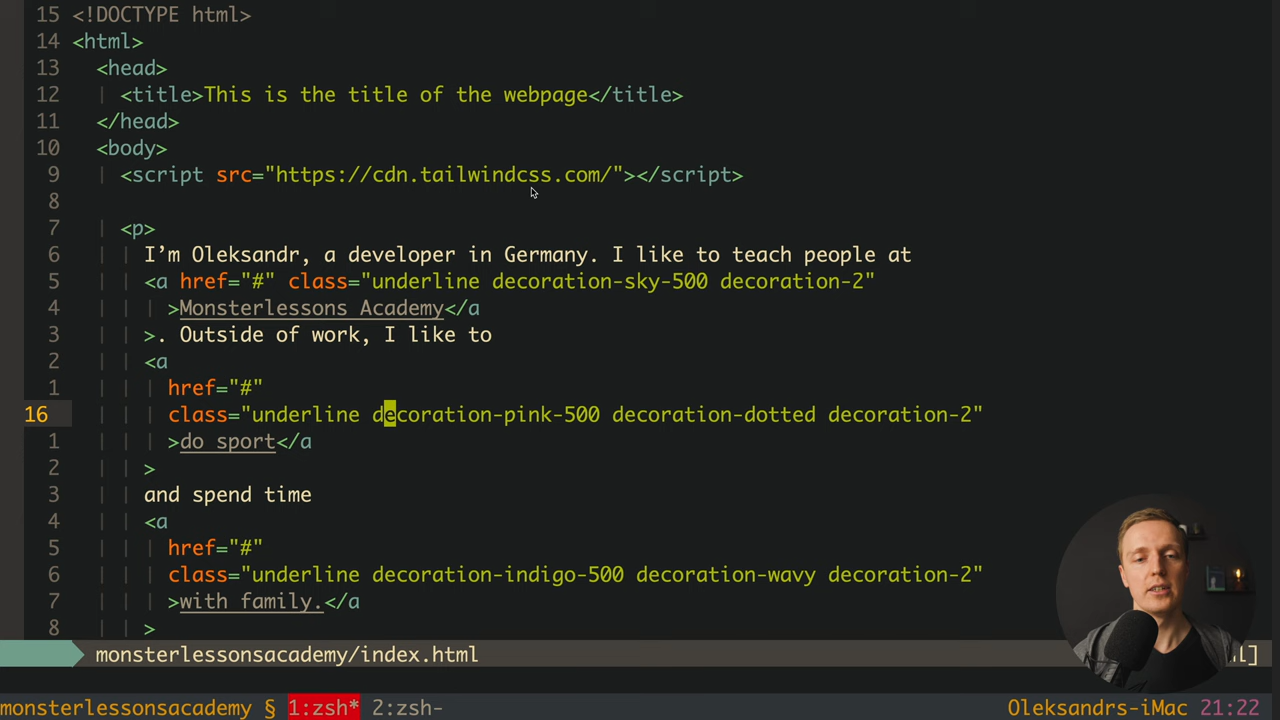 15 <!DOCTYPE html>
14 <html>
13 <head>
12 <title>This is the title of the webpage</title>
11 </head>
10 <body>
9 <script src="https://cdn.tailwindcss.com/"></script>
8
7 <p>
6 I’m Oleksandr, a developer in Germany. I like to teach people at
5 <a href="#" class="underline decoration-sky-500 decoration-2"
4 >Monsterlessons Academy</a
3 >. Outside of work, I like to
2 <a
1 href="#"
16 class="underline decoration-pink-500 decoration-dotted decoration-2"
1 >do sport</a
2 >
3 and spend time
4 <a
5 href="#"
6 class="underline decoration-indigo-500 decoration-wavy decoration-2"
7 >with family.</a
8 >
monsterlessonsacademy/index.html
monsterlessonsacademy § 1:zsh* 2:zsh- Oleksandrs-iMac 21:22